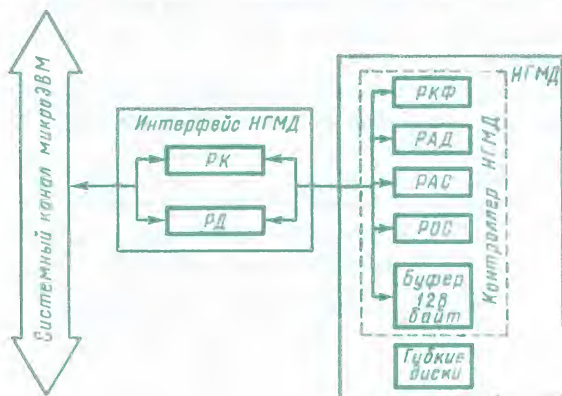 Системный канал микроЭВМ
Интерфейс НГМД
РК
РД
НГМД
Контроллер НГМД
РКФ
РАД
РАС
РОС
Буфер
128
байт
Гибкие
диски